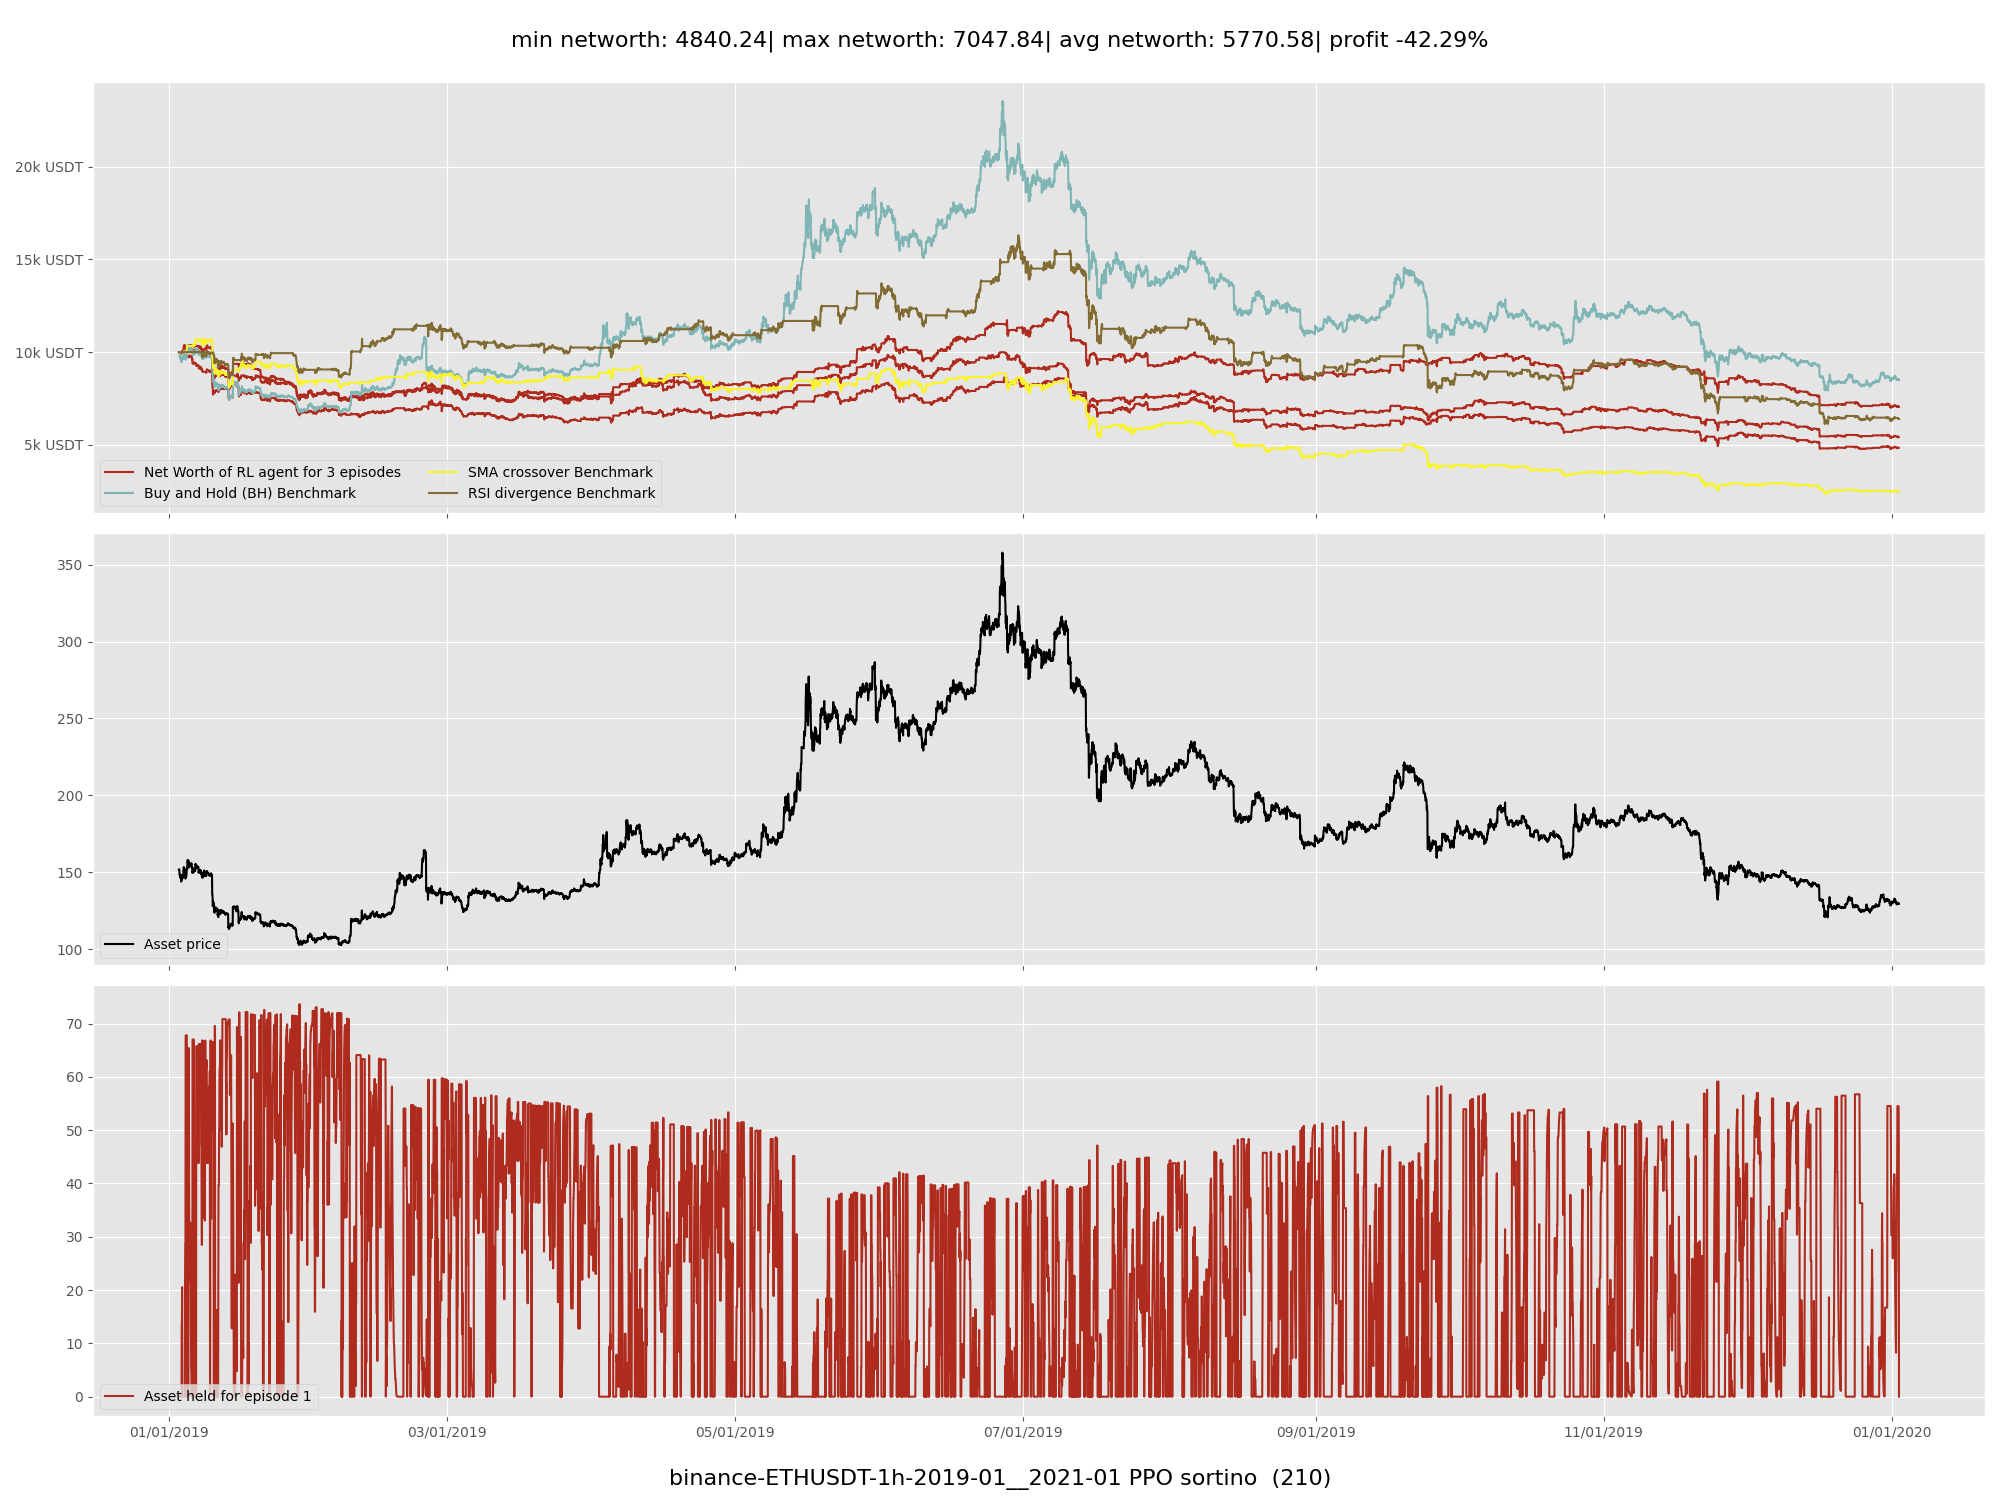 min networth: 4840.24| max networth: 7047.84| avg networth: 5770.58| profit -42.29%
20k USDT
15k USDT
10k USDT
5k USDT
Net Worth of RL agent for 3 episodes
Buy and Hold (BH) Benchmark
SMA crossover Benchmark
RSI divergence Benchmark
350
300
250
200
150
100
Asset price
70
60
50
40
30
20
10
0
Asset held for episode 1
01/01/2019
03/01/2019
05/01/2019
07/01/2019
09/01/2019
11/01/2019
01/01/2020
binance-ETHUSDT-1h-2019-01__2021-01 PPO sortino  (210)